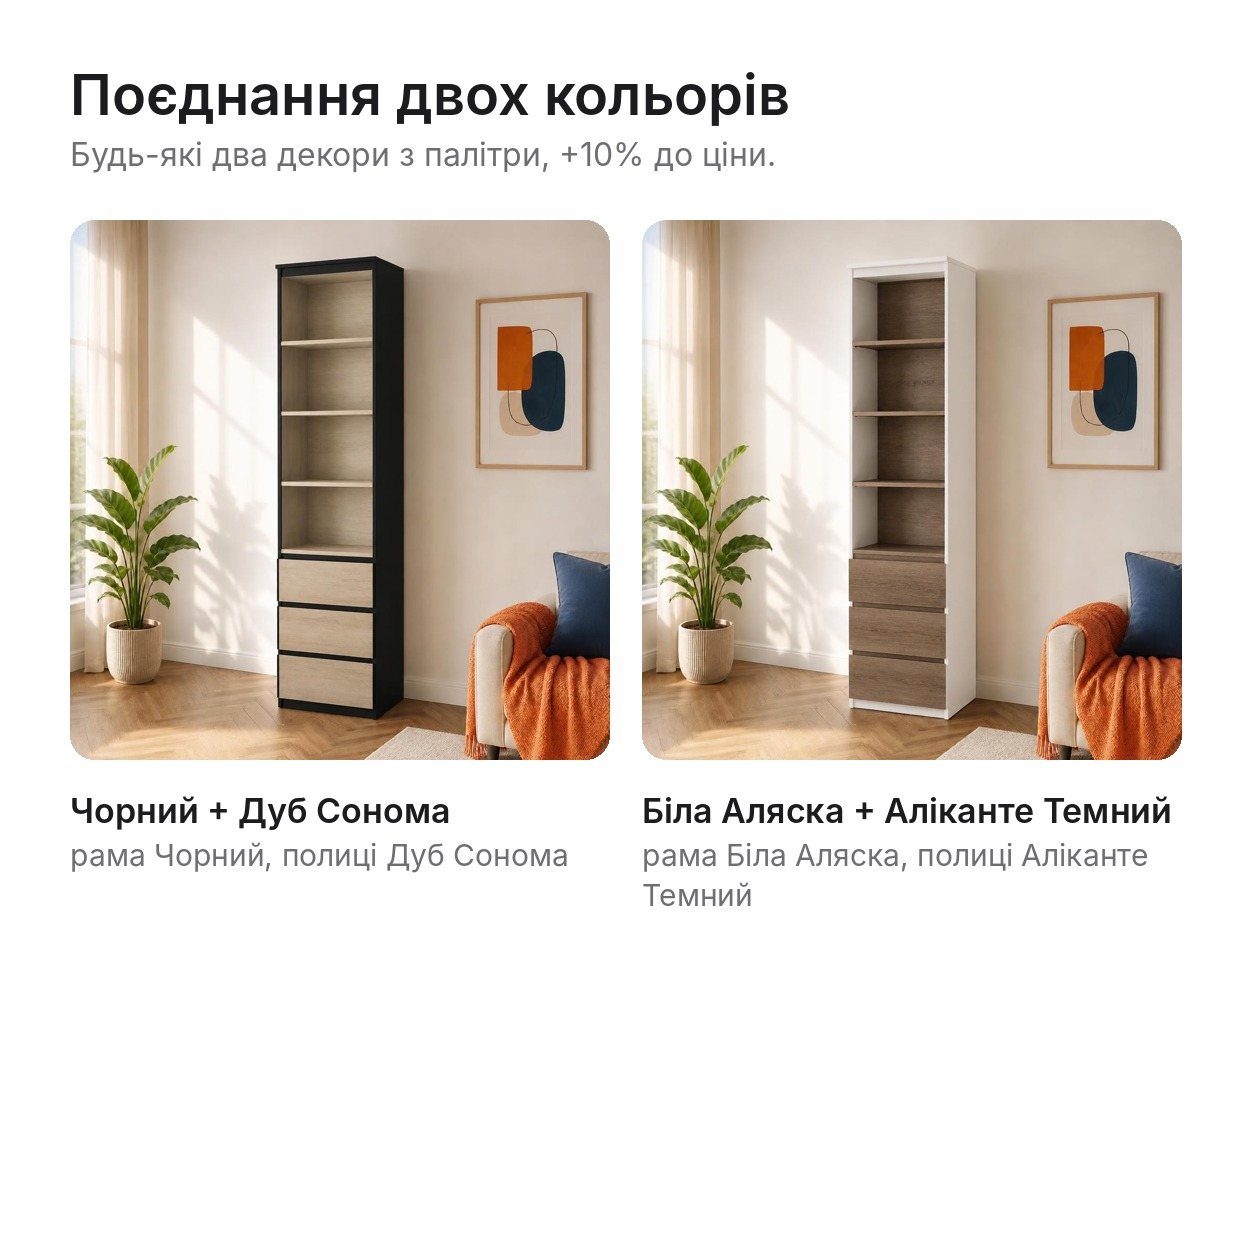 Поєднання двох кольорів
Будь-які два декори з палітри, +10% до ціни.
Чорний + Дуб Сонома
рама Чорний, полиці Дуб Сонома
Біла Аляска + Аліканте Темний
рама Біла Аляска, полиці Аліканте
Темний